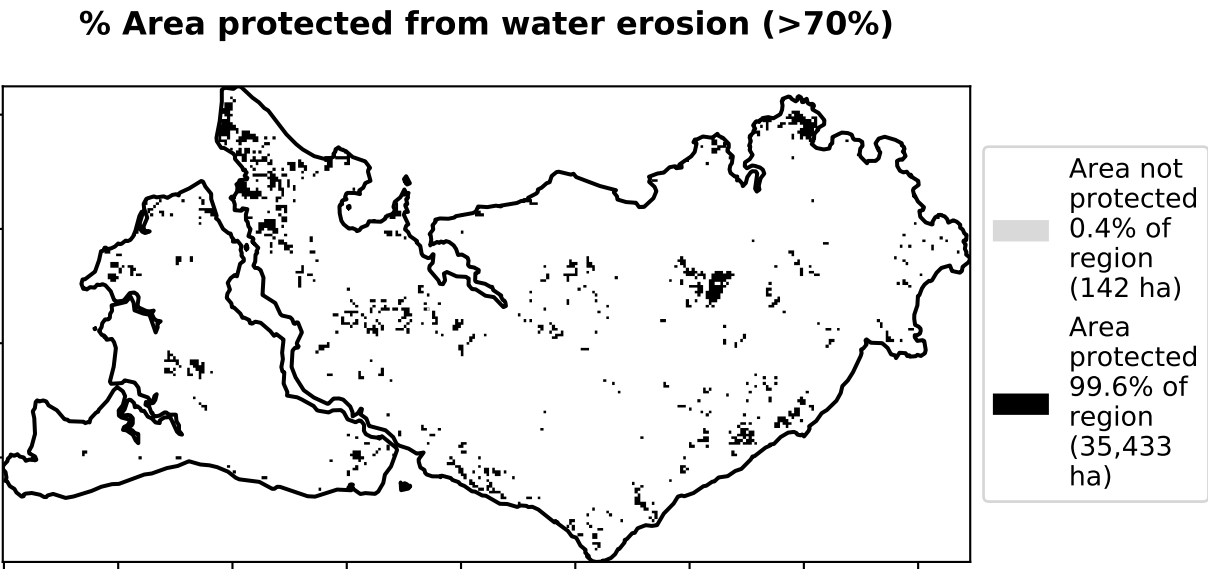 % Area protected from water erosion (>70%)
Area not
protected
0.4% of
region
(142 ha)
Area
protected
99.6% of
region
(35,433
ha)